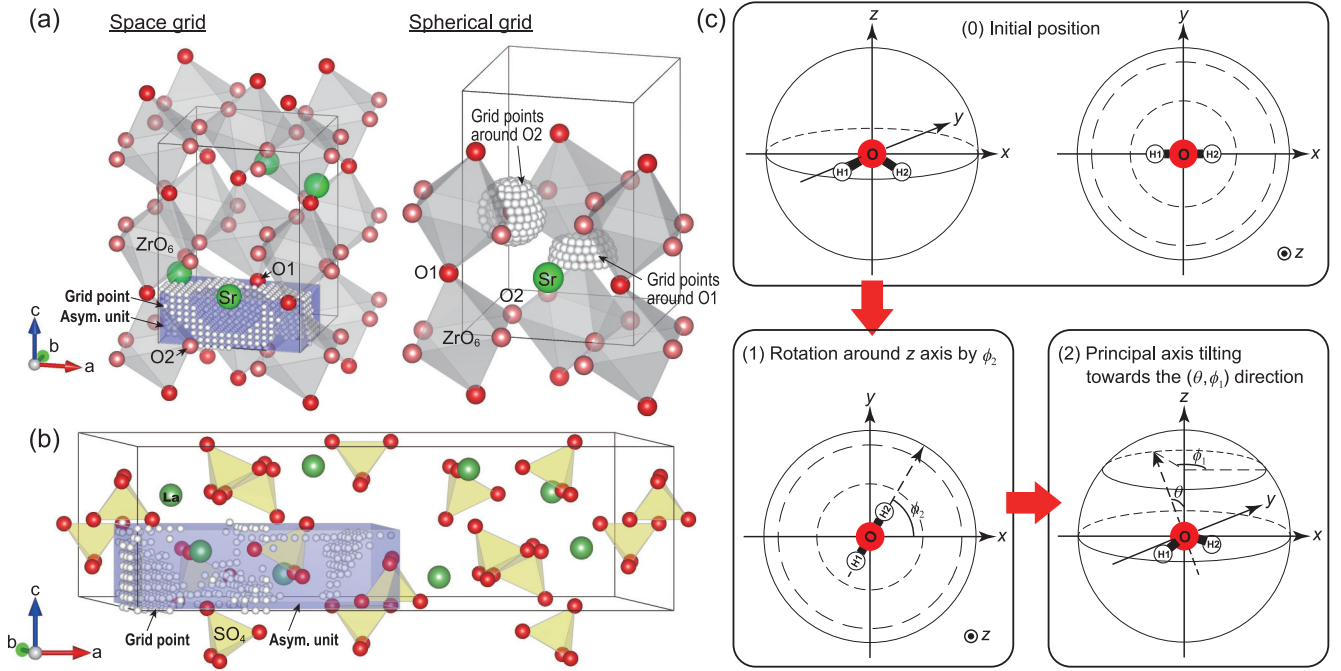 (a)
Space grid
Spherical grid
Grid points
around O2
ZrO₆
O1
Sr
Grid point
Asym. unit
O2
c
b
a
O1
Sr
Grid points
around O1
O2
ZrO₆
(b)
La
c
b
a
Grid point
SO₄
Asym. unit
(c)
(0) Initial position
z
y
x
O
H1
H2
y
x
H1
O
H2
z
(1) Rotation around z axis by ϕ₂
y
x
H2
ϕ₂
O
H1
z
(2) Principal axis tilting
towards the (θ, ϕ₁) direction
z
ϕ₁
θ
y
x
O
H1
H2